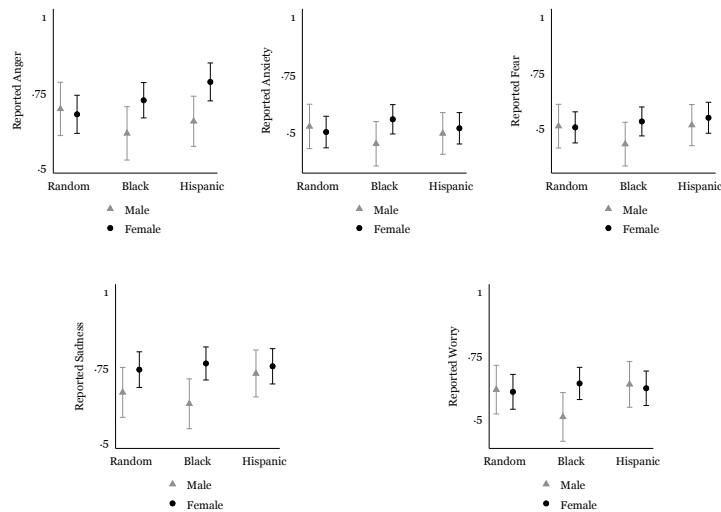 Reported Anger
1
.75
.5
Random Black Hispanic
Male
Female
Reported Anxiety
1
.75
.5
Random Black Hispanic
Male
Female
Reported Fear
1
.75
.5
Random Black Hispanic
Male
Female
Reported Sadness
1
.75
.5
Random Black Hispanic
Male
Female
Reported Worry
1
.75
.5
Random Black Hispanic
Male
Female